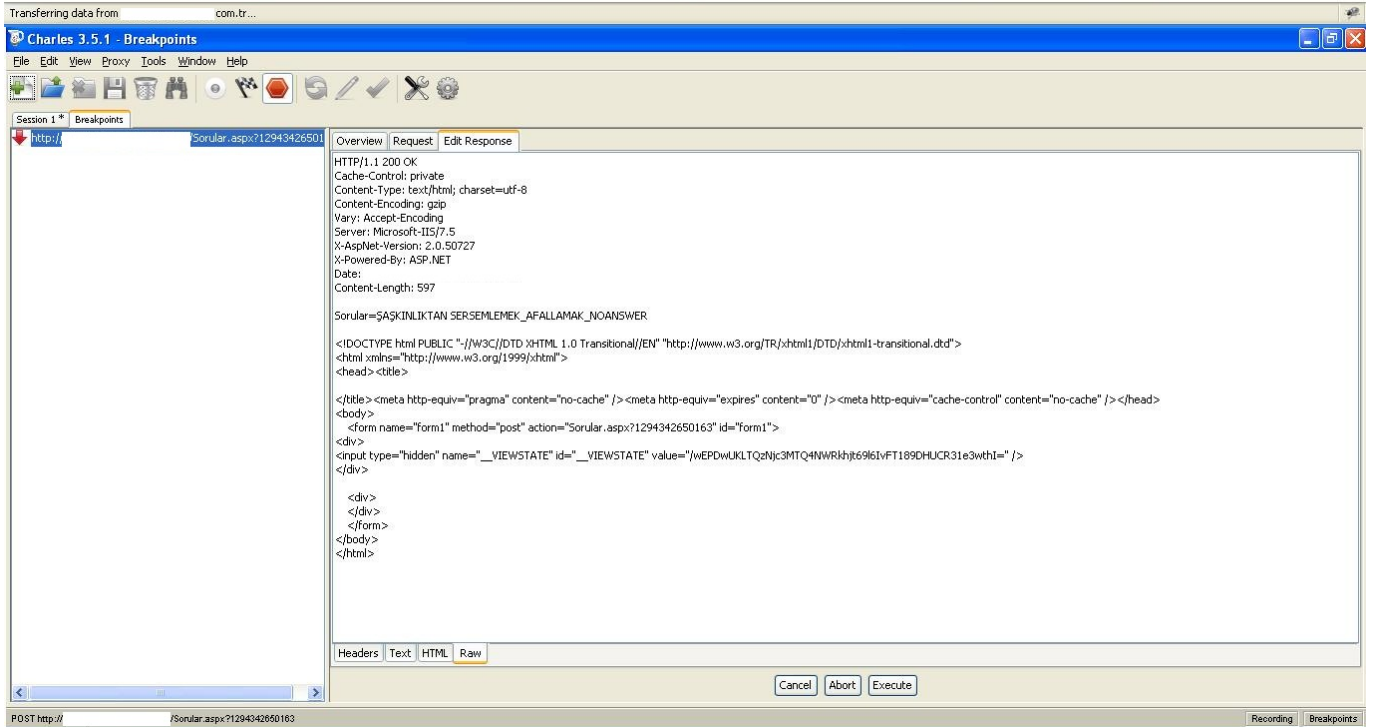 Transferring data from com.tr...
Charles 3.5.1 - Breakpoints
File Edit View Proxy Tools Window Help
Session 1 * Breakpoints
http:// /Sorular.aspx?12943426501
Overview Request Edit Response
HTTP/1.1 200 OK
Cache-Control: private
Content-Type: text/html; charset=utf-8
Content-Encoding: gzip
Vary: Accept-Encoding
Server: Microsoft-IIS/7.5
X-AspNet-Version: 2.0.50727
X-Powered-By: ASP.NET
Date:
Content-Length: 597
Sorular=ŞAŞKINLIKTAN SERSEMLEMEK_AFALLAMAK_NOANSWER
<!DOCTYPE html PUBLIC "-//W3C//DTD XHTML 1.0 Transitional//EN" "http://www.w3.org/TR/xhtml1/DTD/xhtml1-transitional.dtd">
<html xmlns="http://www.w3.org/1999/xhtml">
<head><title>
</title><meta http-equiv="pragma" content="no-cache" /><meta http-equiv="expires" content="0" /><meta http-equiv="cache-control" content="no-cache" /></head>
<body>
<form name="form1" method="post" action="Sorular.aspx?1294342650163" id="form1">
<div>
<input type="hidden" name="__VIEWSTATE" id="__VIEWSTATE" value="/wEPDwUKLTQzNjc3MTQ4NWRkhjt69l6IvFT189DHUCR31e3wthI=" />
</div>
<div>
</div>
</form>
</body>
</html>
Headers Text HTML Raw
Cancel Abort Execute
POST http:// /Sorular.aspx?1294342650163
Recording Breakpoints